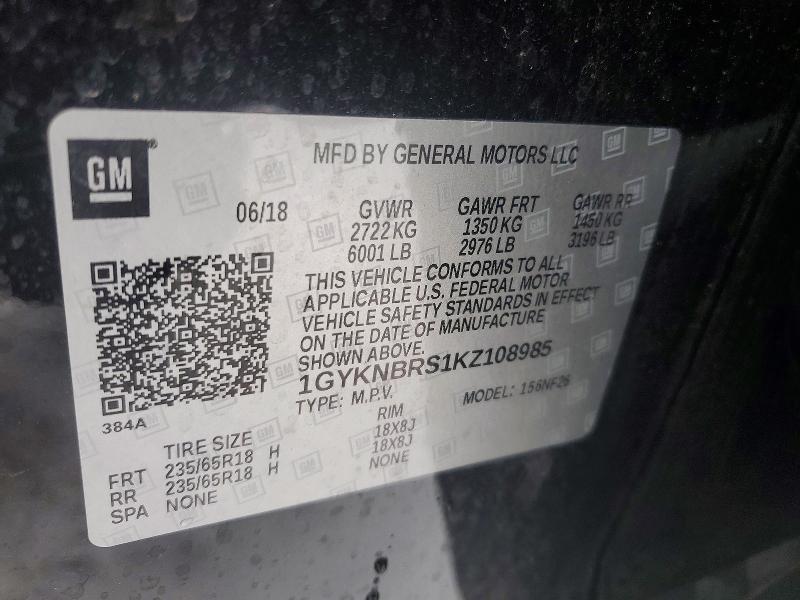 GM
MFD BY GENERAL MOTORS LLC
06/18 GVWR GAWR FRT GAWR RR
2722 KG 1350 KG 1450 KG
6001 LB 2976 LB 3196 LB
THIS VEHICLE CONFORMS TO ALL
APPLICABLE U.S. FEDERAL MOTOR
VEHICLE SAFETY STANDARDS IN EFFECT
ON THE DATE OF MANUFACTURE
SHOWN ABOVE.
1GYKNBRS1KZ108985
TYPE: M.P.V. MODEL: 156NF26
384A
TIRE SIZE RIM
FRT 235/65R18 H 18X8J
RR 235/65R18 H 18X8J
SPA NONE NONE